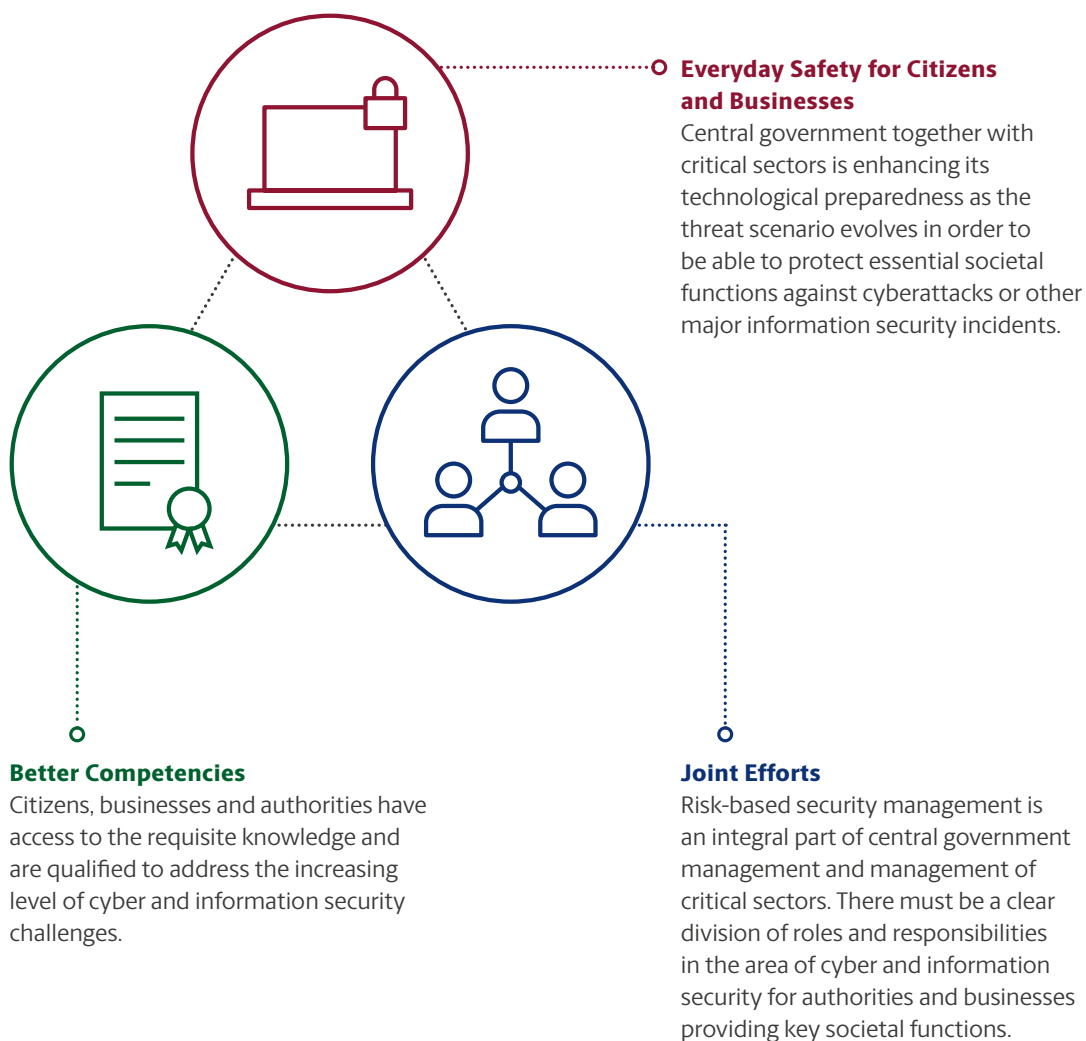 Everyday Safety for Citizens
and Businesses
Central government together with
critical sectors is enhancing its
technological preparedness as the
threat scenario evolves in order to
be able to protect essential societal
functions against cyberattacks or other
major information security incidents.
Better Competencies
Citizens, businesses and authorities have
access to the requisite knowledge and
are qualified to address the increasing
level of cyber and information security
challenges.
Joint Efforts
Risk-based security management is
an integral part of central government
management and management of
critical sectors. There must be a clear
division of roles and responsibilities
in the area of cyber and information
security for authorities and businesses
providing key societal functions.